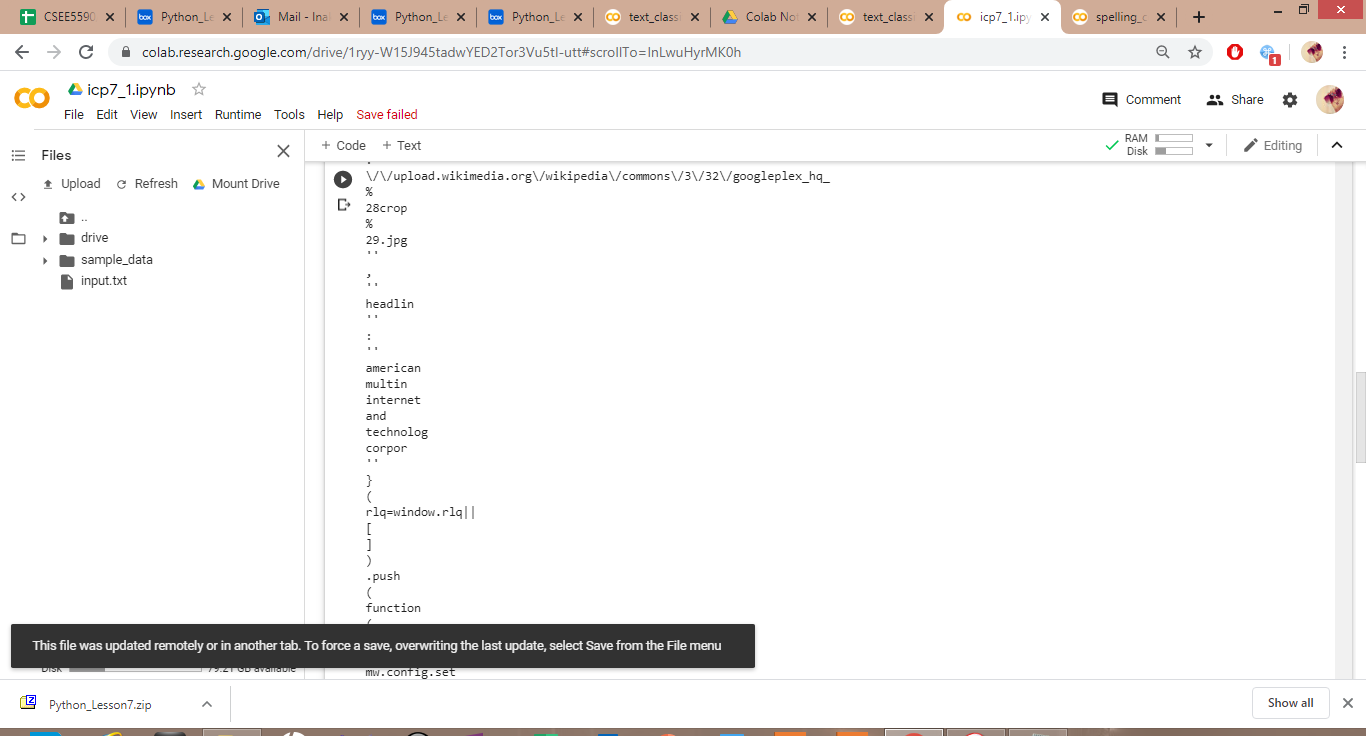 CSEE5590
Python_Le
Mail - Ina
Python_Le
Python_Le
text_classi
Colab Not
text_classi
icp7_1.ipy
spelling_c
colab.research.google.com/drive/1ryy-W15J945tadwYED2Tor3Vu5tI-utt#scrollTo=InLwuHyrMK0h
1
icp7_1.ipynb
File Edit View Insert Runtime Tools Help Save failed
Comment
Share
Files
+ Code + Text
RAM
Disk
Editing
Upload Refresh Mount Drive
..
drive
sample_data
input.txt
\/\/upload.wikimedia.org\/wikipedia\/commons\/3\/32\/googleplex_hq_
%
28crop
%
29.jpg
''
,
''
headlin
''
:
''
american
multin
internet
and
technolog
corpor
''
}
(
rlq=window.rlq||
[
]
)
.push
(
function
(
This file was updated remotely or in another tab. To force a save, overwriting the last update, select Save from the File menu
Disk 79.21 GB available
mw.config.set
Python_Lesson7.zip
Show all